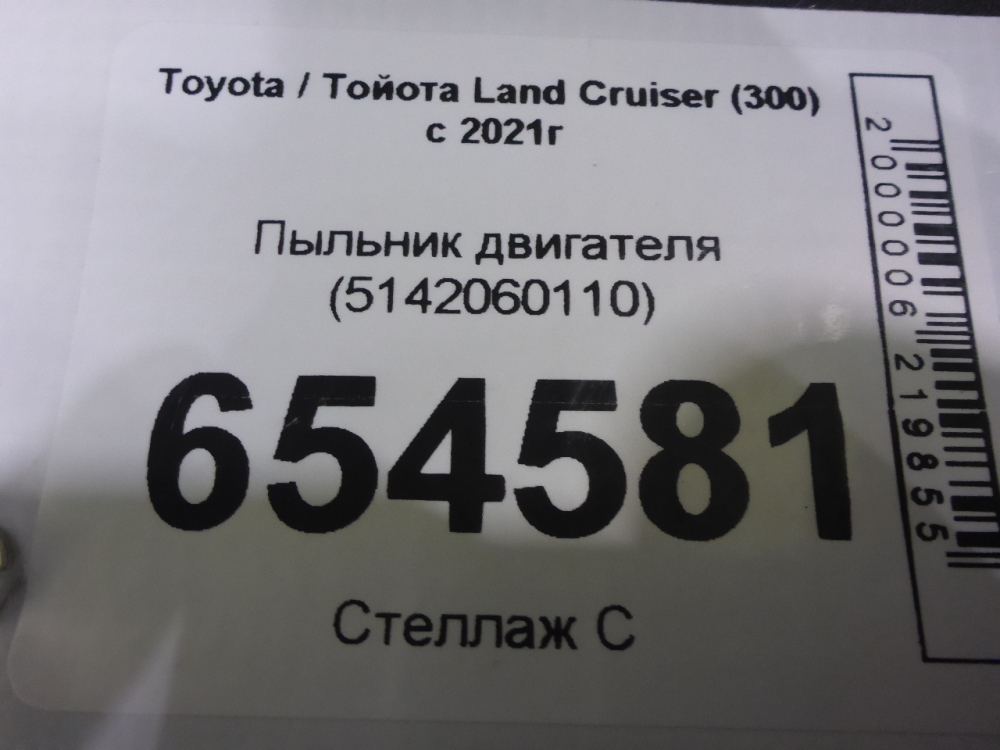 Toyota / Тойота Land Cruiser (300)
с 2021г
Пыльник двигателя
(5142060110)
654581
Стеллаж С
2000006219855